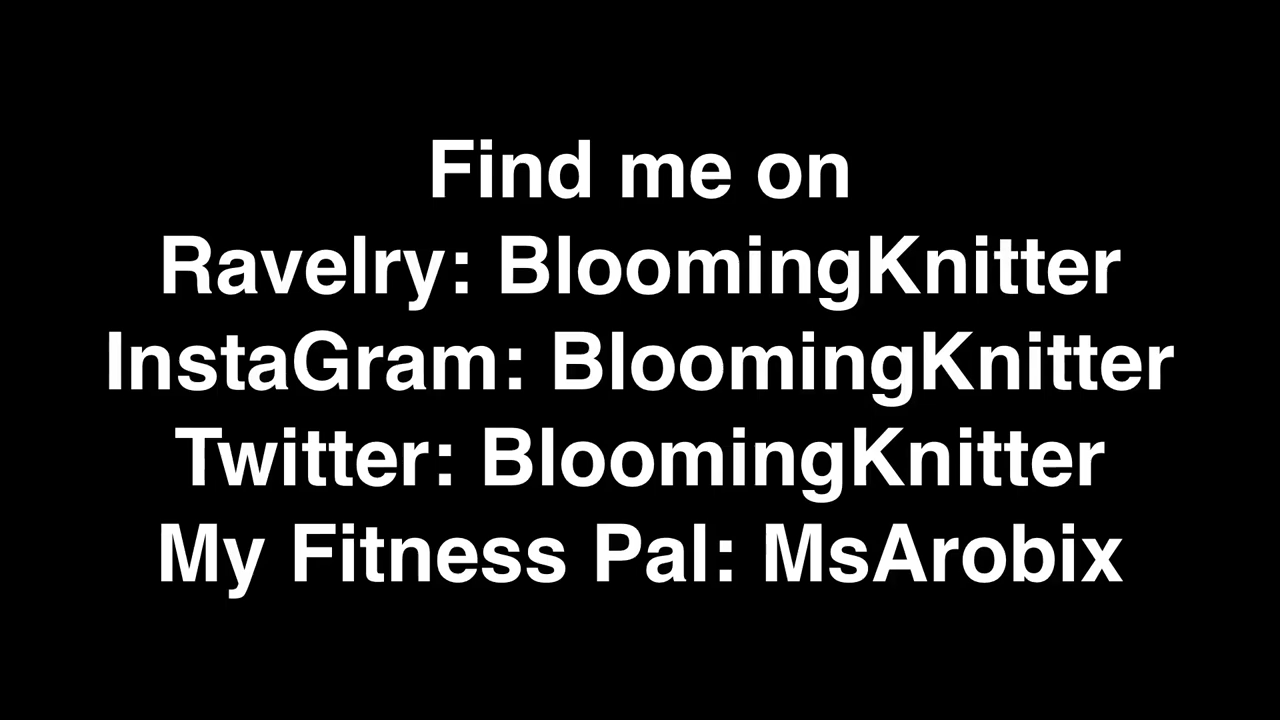 Find me on
Ravelry: BloomingKnitter
InstaGram: BloomingKnitter
Twitter: BloomingKnitter
My Fitness Pal: MsArobix